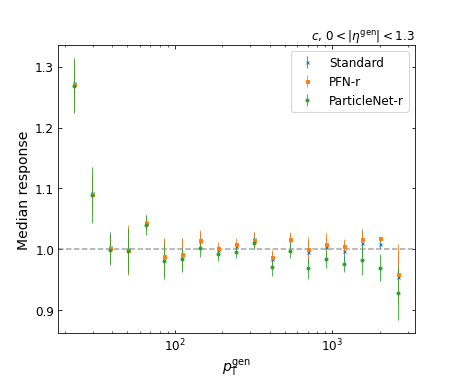 c, 0 < |η^gen| < 1.3
Standard
PFN-r
ParticleNet-r
Median response
1.3
1.2
1.1
1.0
0.9
10^2
10^3
p_T^gen